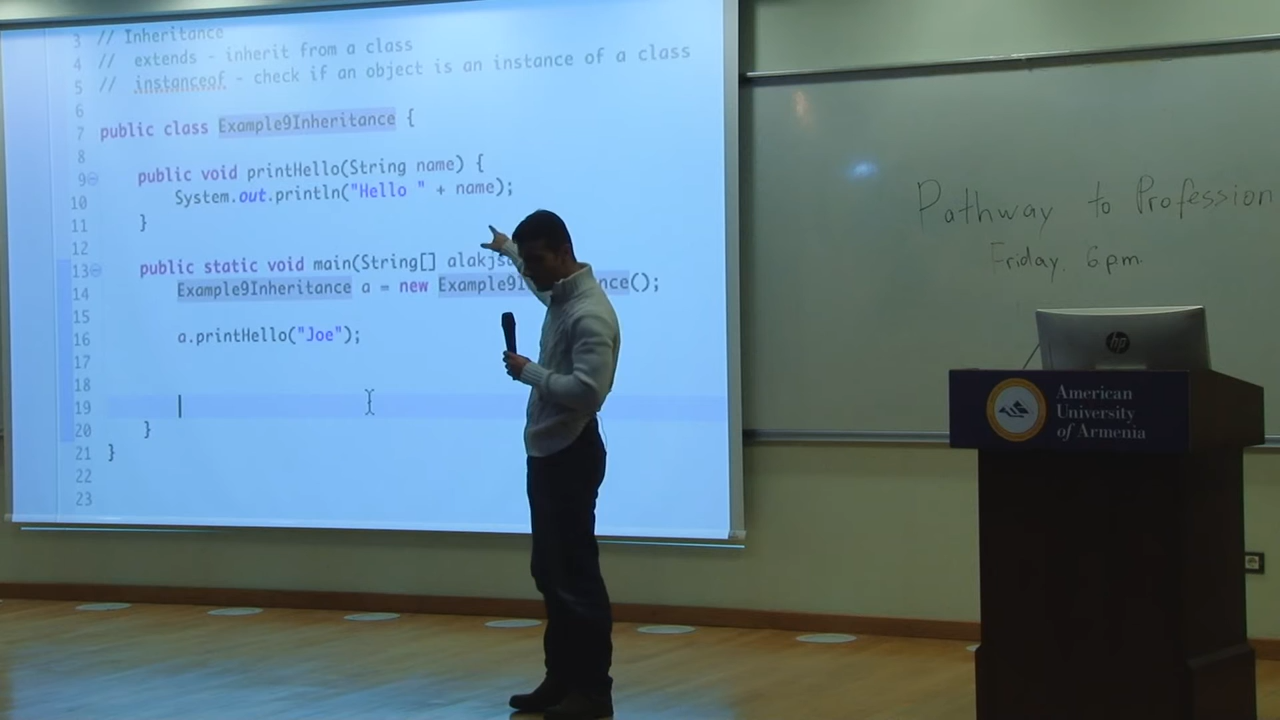 3 // Inheritance
4 // extends - inherit from a class
5 // instanceof - check if an object is an instance of a class
6
7 public class Example9Inheritance {
8
9 public void printHello(String name) {
10 System.out.println("Hello " + name);
11 }
12
13 public static void main(String[]
14 Example9Inheritance a = new nce();
15
16 a.printHello("Joe");
17
18
19
20 }
21 }
22
23
Pathway to Profession
Friday, 6pm.
hp
American
University
of Armenia